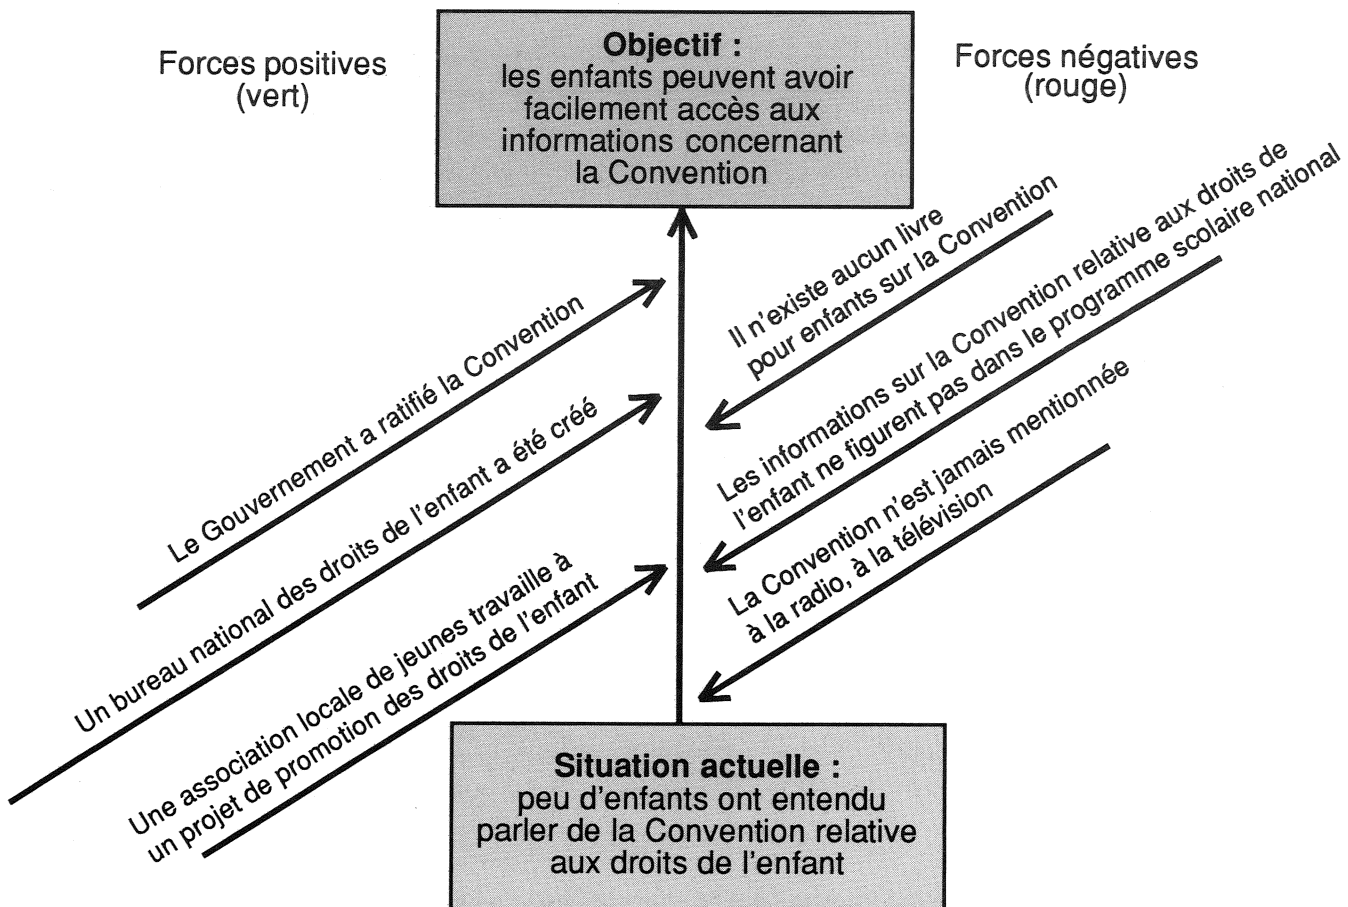 Forces positives
(vert)
Objectif :
les enfants peuvent avoir
facilement accès aux
informations concernant
la Convention
Forces négatives
(rouge)
Le Gouvernement a ratifié la Convention
Un bureau national des droits de l'enfant a été créé
Une association locale de jeunes travaille à
un projet de promotion des droits de l'enfant
Il n'existe aucun livre
pour enfants sur la Convention
Les informations sur la Convention relative aux droits de
l'enfant ne figurent pas dans le programme scolaire national
La Convention n'est jamais mentionnée
à la radio, à la télévision
Situation actuelle :
peu d'enfants ont entendu
parler de la Convention relative
aux droits de l'enfant